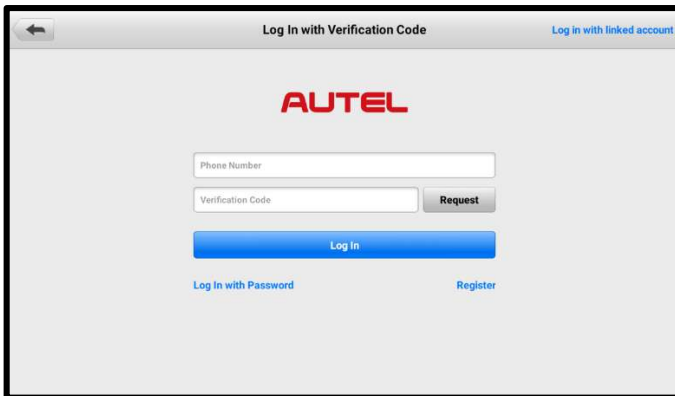 Log In with Verification Code
Log in with linked account
AUTEL
Phone Number
Verification Code
Request
Log In
Log In with Password
Register